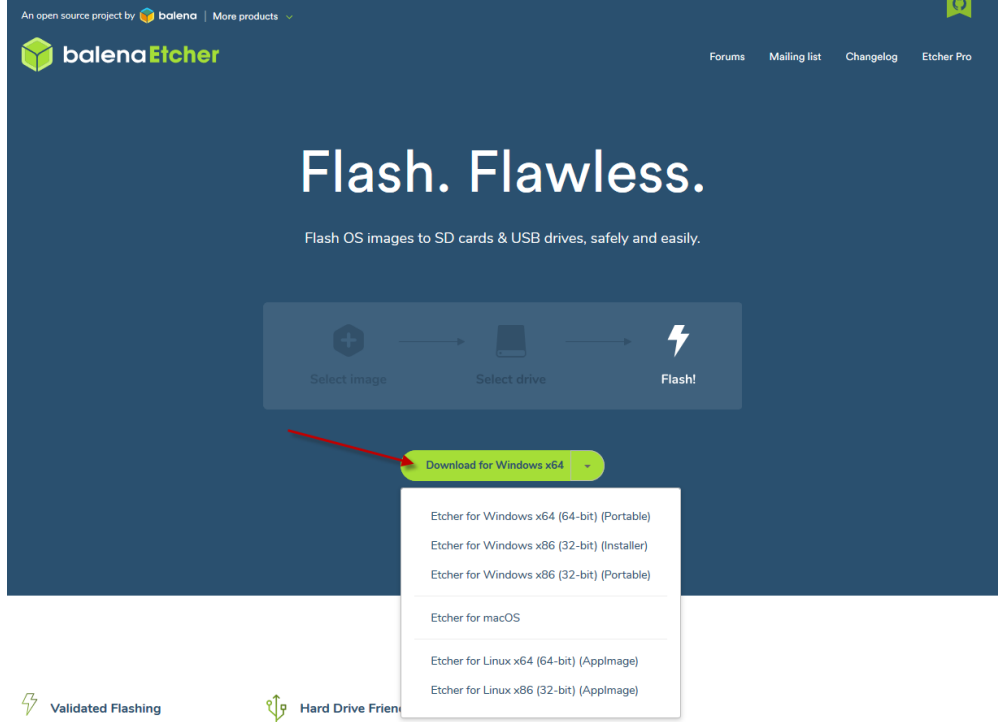 An open source project by balena | More products
balenaEtcher
Forums Mailing list Changelog Etcher Pro
Flash. Flawless.
Flash OS images to SD cards & USB drives, safely and easily.
Select image Select drive Flash!
Download for Windows x64
Etcher for Windows x64 (64-bit) (Portable)
Etcher for Windows x86 (32-bit) (Installer)
Etcher for Windows x86 (32-bit) (Portable)
Etcher for macOS
Etcher for Linux x64 (64-bit) (AppImage)
Etcher for Linux x86 (32-bit) (AppImage)
Validated Flashing Hard Drive Frien